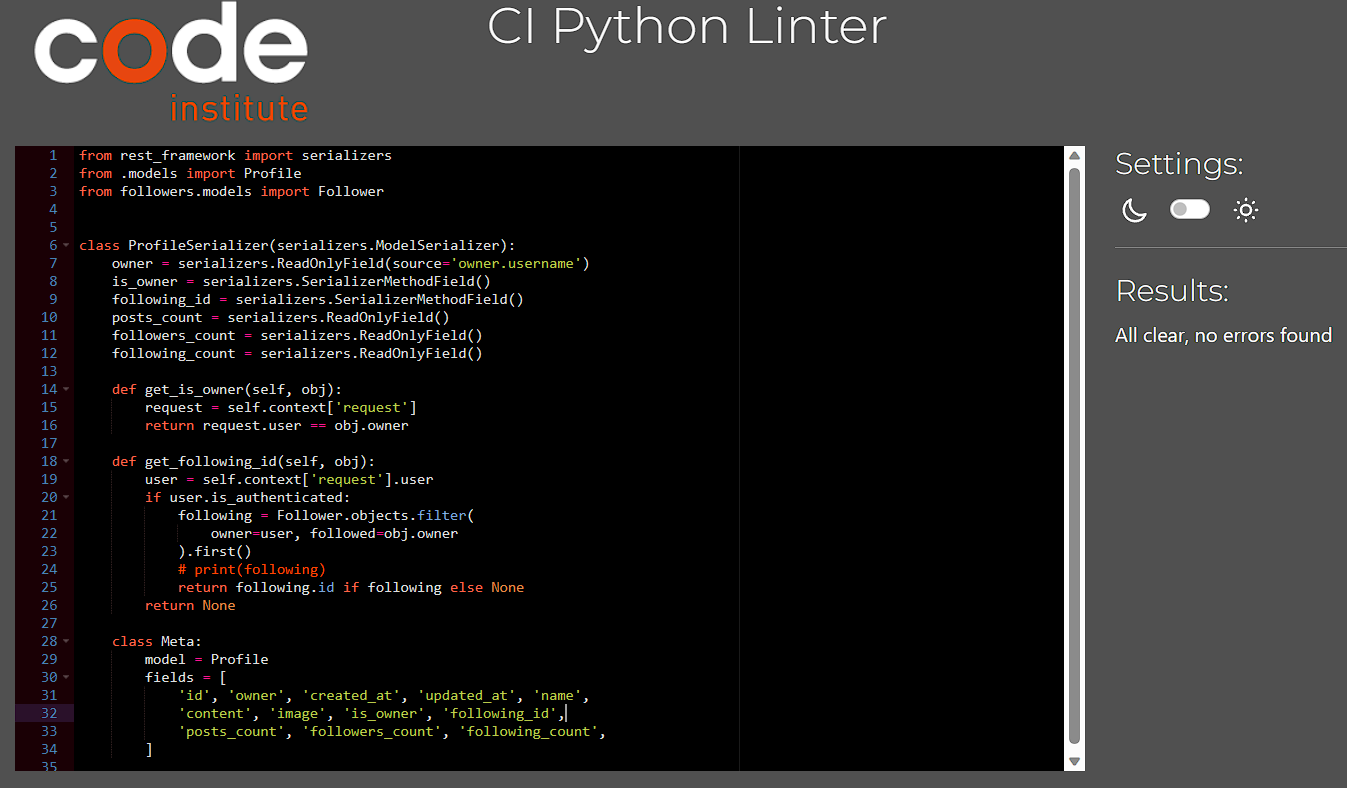 code
institute
CI Python Linter
1 from rest_framework import serializers
2 from .models import Profile
3 from followers.models import Follower
4
5
6 class ProfileSerializer(serializers.ModelSerializer):
7     owner = serializers.ReadOnlyField(source='owner.username')
8     is_owner = serializers.SerializerMethodField()
9     following_id = serializers.SerializerMethodField()
10     posts_count = serializers.ReadOnlyField()
11     followers_count = serializers.ReadOnlyField()
12     following_count = serializers.ReadOnlyField()
13
14     def get_is_owner(self, obj):
15         request = self.context['request']
16         return request.user == obj.owner
17
18     def get_following_id(self, obj):
19         user = self.context['request'].user
20         if user.is_authenticated:
21             following = Follower.objects.filter(
22                 owner=user, followed=obj.owner
23             ).first()
24             # print(following)
25             return following.id if following else None
26         return None
27
28     class Meta:
29         model = Profile
30         fields = [
31             'id', 'owner', 'created_at', 'updated_at', 'name',
32             'content', 'image', 'is_owner', 'following_id',
33             'posts_count', 'followers_count', 'following_count',
34         ]
35
Settings:
Results:
All clear, no errors found